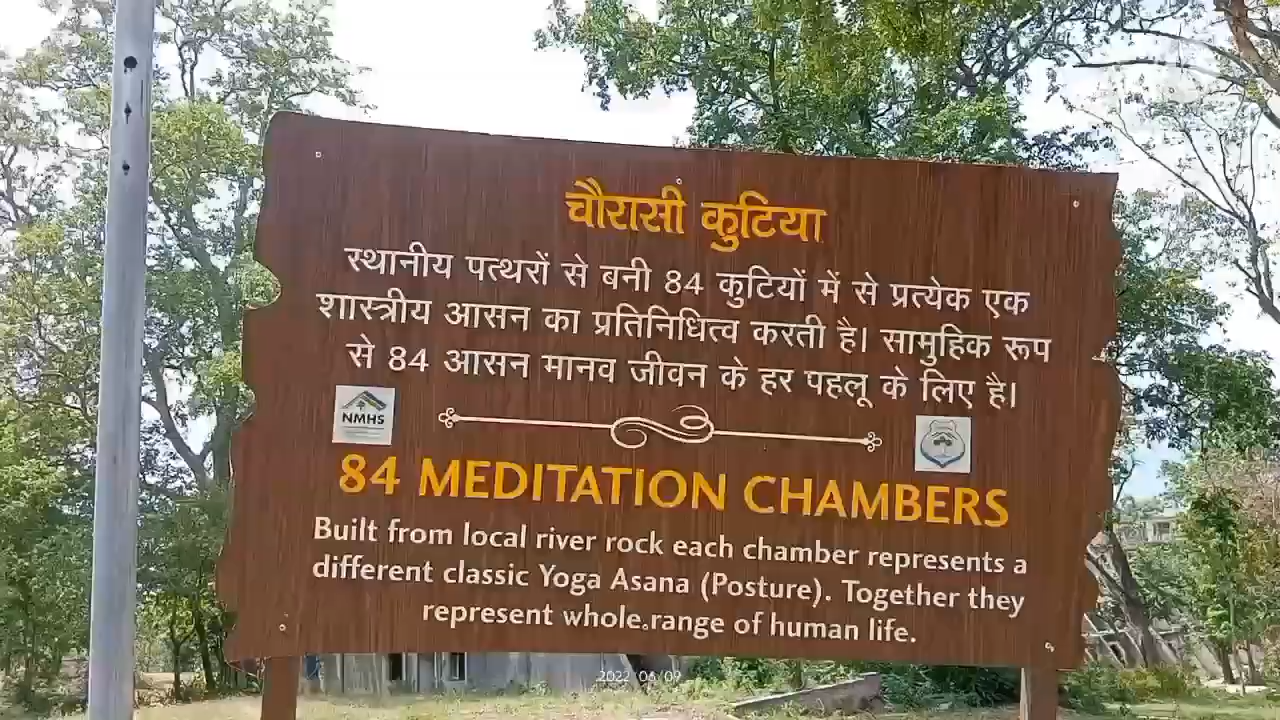 चौरासी कुटिया
स्थानीय पत्थरों से बनी 84 कुटियों में से प्रत्येक एक
शास्त्रीय आसन का प्रतिनिधित्व करती है। सामुहिक रूप
से 84 आसन मानव जीवन के हर पहलू के लिए है।
NMHS
84 MEDITATION CHAMBERS
Built from local river rock each chamber represents a
different classic Yoga Asana (Posture). Together they
represent whole range of human life.
2022/06/09